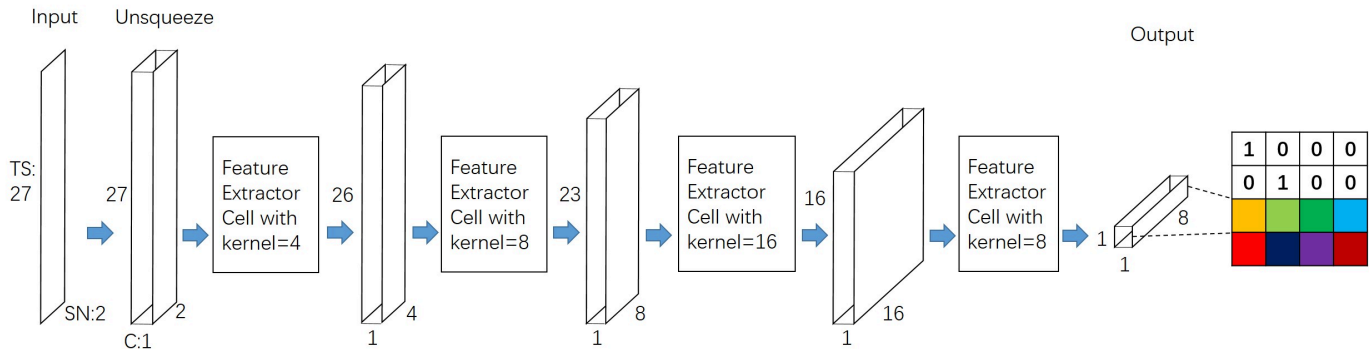 Input
Unsqueeze
Output
TS:
27
SN:2
27
2
C:1
Feature
Extractor
Cell with
kernel=4
26
4
1
Feature
Extractor
Cell with
kernel=8
23
8
1
Feature
Extractor
Cell with
kernel=16
16
16
1
Feature
Extractor
Cell with
kernel=8
1
8
1
1 0 0 0
0 1 0 0